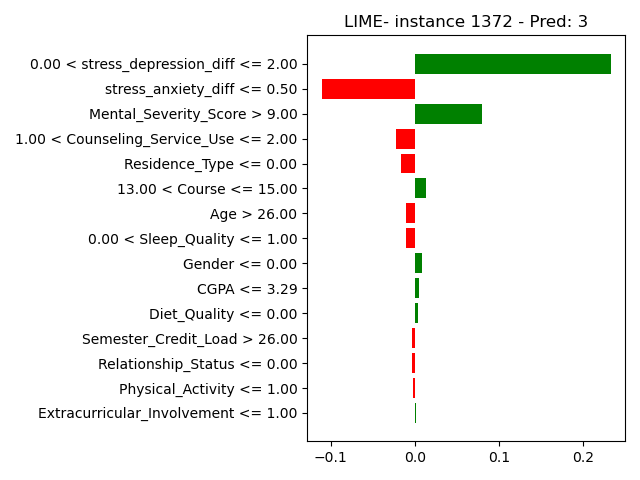 LIME- instance 1372 - Pred: 3
0.00 < stress_depression_diff <= 2.00
stress_anxiety_diff <= 0.50
Mental_Severity_Score > 9.00
1.00 < Counseling_Service_Use <= 2.00
Residence_Type <= 0.00
13.00 < Course <= 15.00
Age > 26.00
0.00 < Sleep_Quality <= 1.00
Gender <= 0.00
CGPA <= 3.29
Diet_Quality <= 0.00
Semester_Credit_Load > 26.00
Relationship_Status <= 0.00
Physical_Activity <= 1.00
Extracurricular_Involvement <= 1.00
−0.1 0.0 0.1 0.2